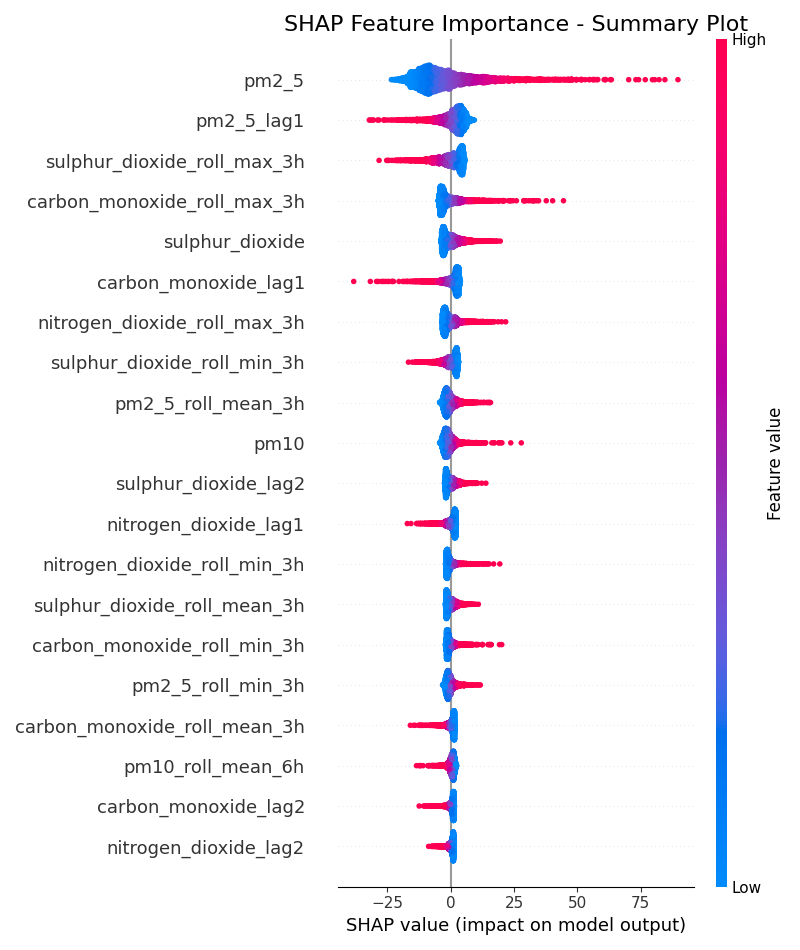 SHAP Feature Importance - Summary Plot
High
pm2_5
pm2_5_lag1
sulphur_dioxide_roll_max_3h
carbon_monoxide_roll_max_3h
sulphur_dioxide
carbon_monoxide_lag1
nitrogen_dioxide_roll_max_3h
sulphur_dioxide_roll_min_3h
pm2_5_roll_mean_3h
pm10
sulphur_dioxide_lag2
nitrogen_dioxide_lag1
nitrogen_dioxide_roll_min_3h
sulphur_dioxide_roll_mean_3h
carbon_monoxide_roll_min_3h
pm2_5_roll_min_3h
carbon_monoxide_roll_mean_3h
pm10_roll_mean_6h
carbon_monoxide_lag2
nitrogen_dioxide_lag2
Feature value
Low
−25 0 25 50 75
SHAP value (impact on model output)